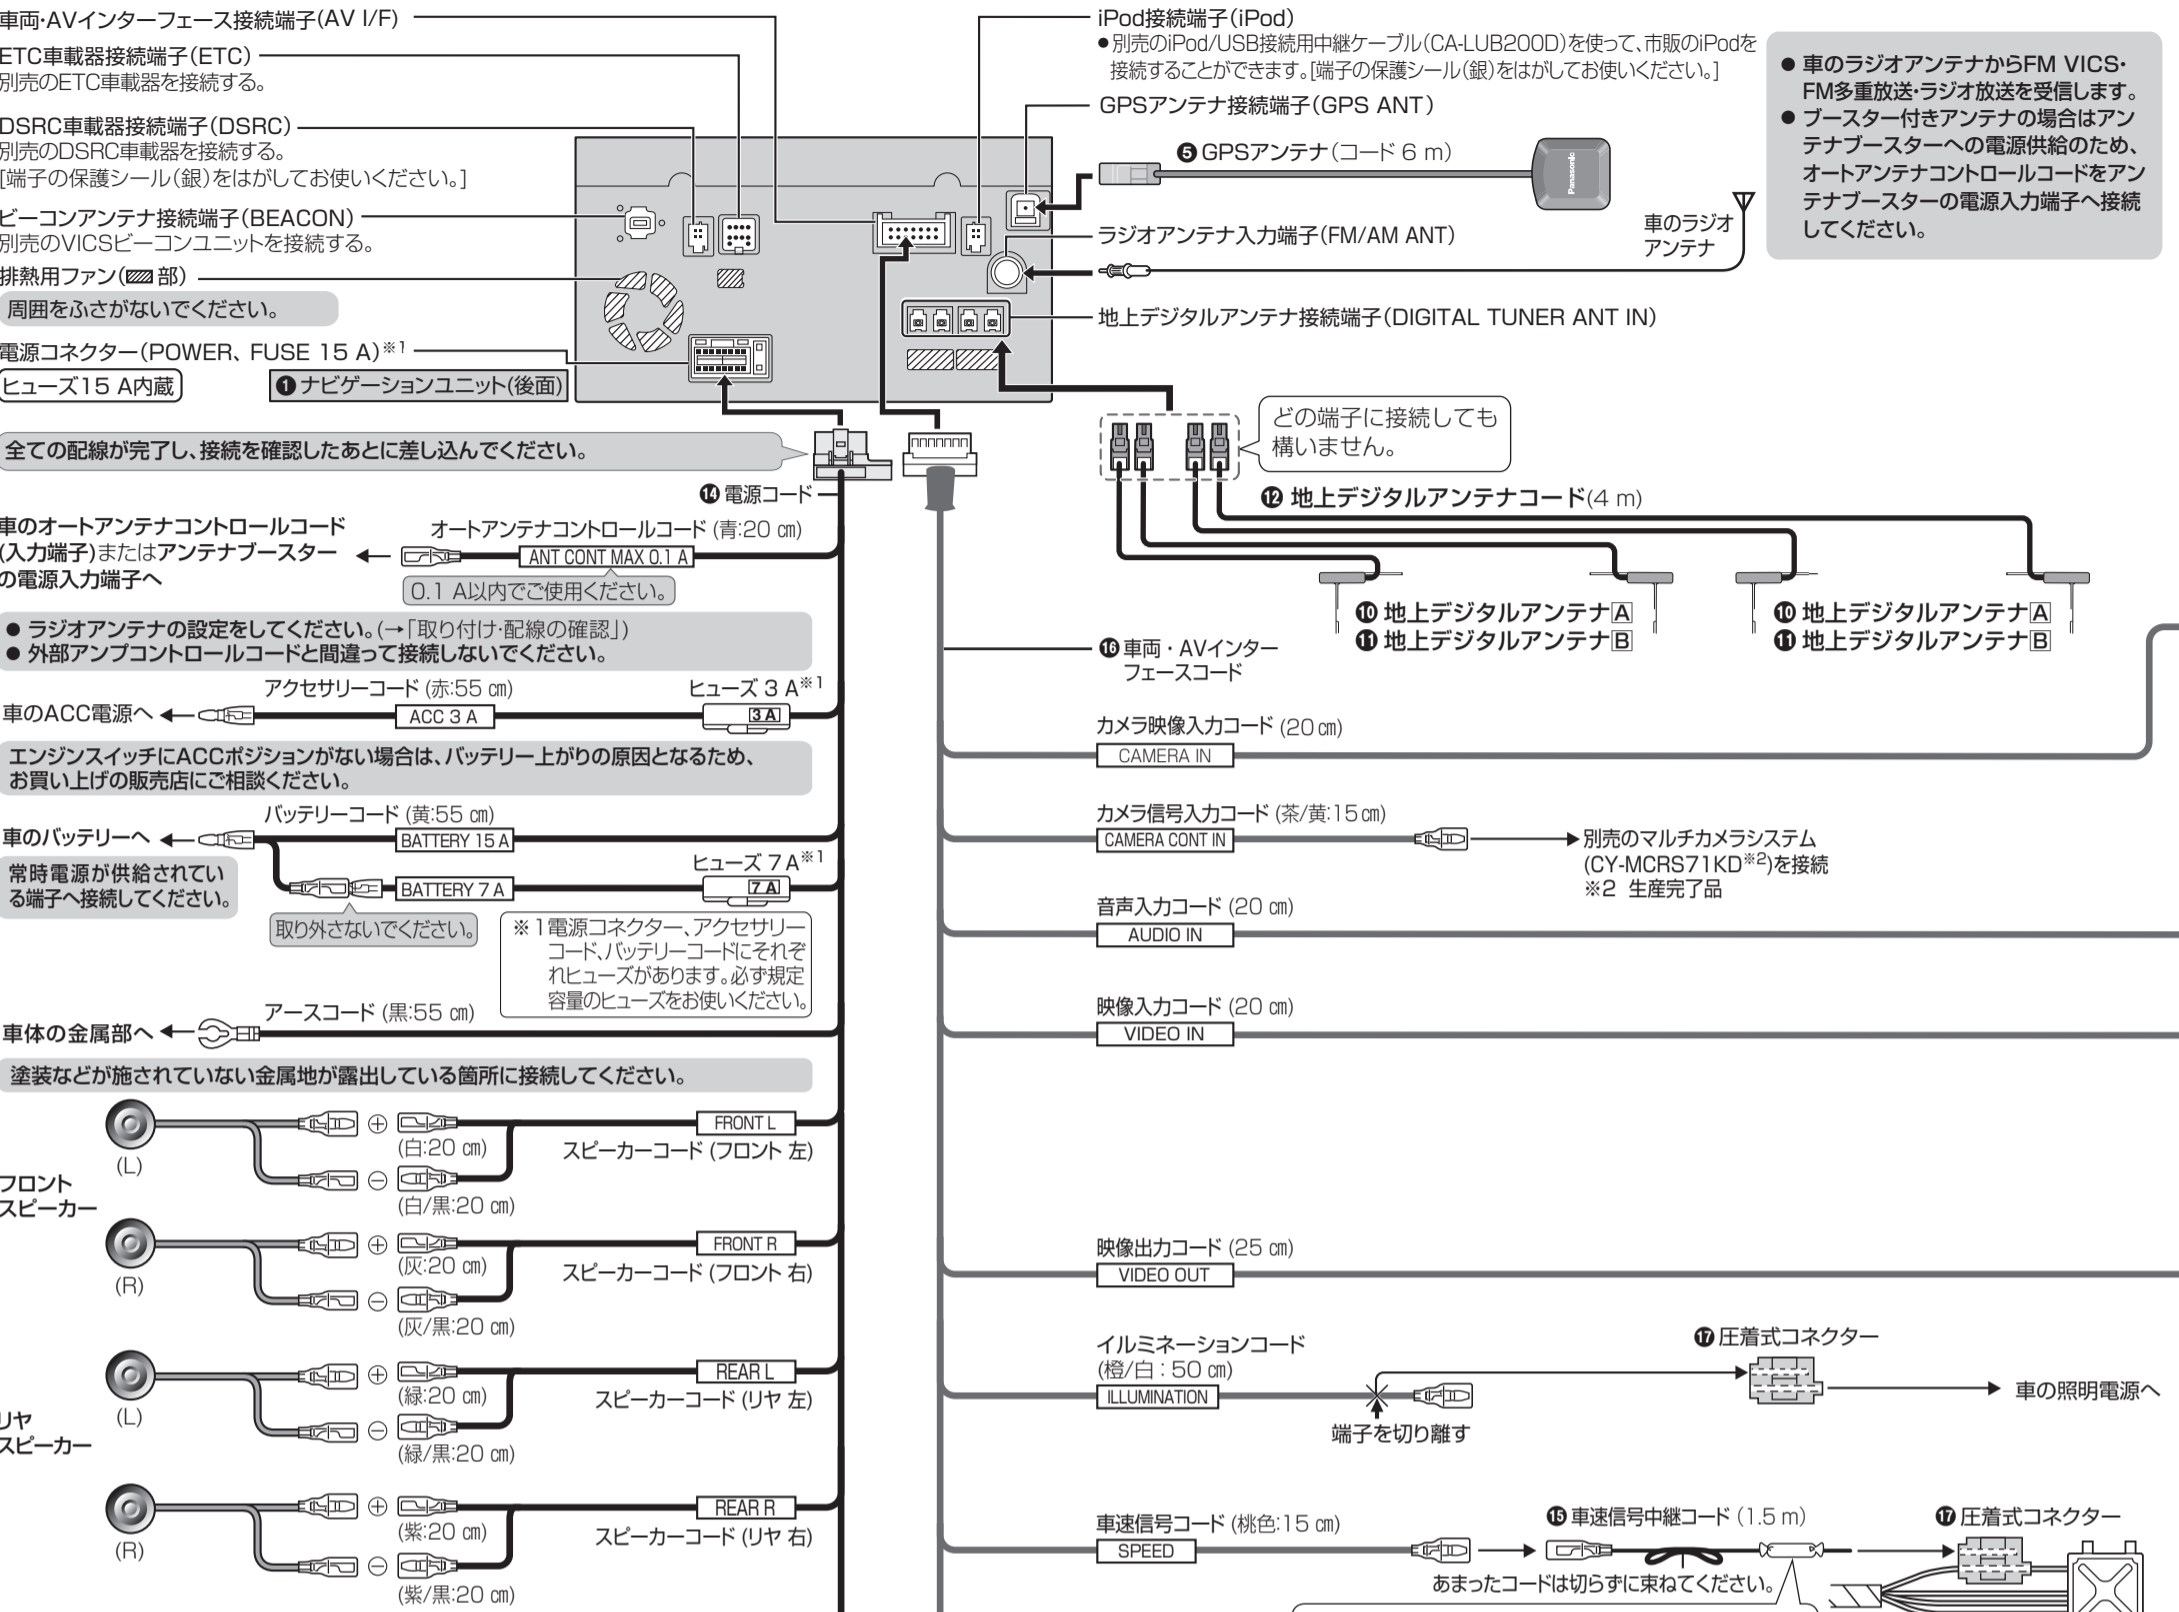 車両・AVインターフェース接続端子(AV I/F)
ETC車載器接続端子(ETC)
別売のETC車載器を接続する。
DSRC車載器接続端子(DSRC)
別売のDSRC車載器を接続する。
[端子の保護シール(銀)をはがしてお使いください。]
ビーコンアンテナ接続端子(BEACON)
別売のVICSビーコンユニットを接続する。
排熱用ファン(部)
周囲をふさがないでください。
電源コネクター(POWER、FUSE 15 A)※1
ヒューズ15 A内蔵
❶ナビゲーションユニット(後面)
iPod接続端子(iPod)
●別売のiPod/USB接続用中継ケーブル(CA-LUB200D)を使って、市販のiPodを
接続することができます。[端子の保護シール(銀)をはがしてお使いください。]
GPSアンテナ接続端子(GPS ANT)
❺GPSアンテナ(コード 6 m)
Panasonic
ラジオアンテナ入力端子(FM/AM ANT)
車のラジオ
アンテナ
地上デジタルアンテナ接続端子(DIGITAL TUNER ANT IN)
● 車のラジオアンテナからFM VICS・
FM多重放送・ラジオ放送を受信します。
● ブースター付きアンテナの場合はアン
テナブースターへの電源供給のため、
オートアンテナコントロールコードをアン
テナブースターの電源入力端子へ接続
してください。
どの端子に接続しても
構いません。
⓬ 地上デジタルアンテナコード(4 m)
❿ 地上デジタルアンテナA
⓫ 地上デジタルアンテナB
❿ 地上デジタルアンテナA
⓫ 地上デジタルアンテナB
全ての配線が完了し、接続を確認したあとに差し込んでください。
⓮ 電源コード
車のオートアンテナコントロールコード
(入力端子)またはアンテナブースター
の電源入力端子へ
オートアンテナコントロールコード (青:20 ㎝)
ANT CONT MAX 0.1 A
0.1 A以内でご使用ください。
● ラジオアンテナの設定をしてください。(→「取り付け・配線の確認」)
● 外部アンプコントロールコードと間違って接続しないでください。
アクセサリーコード (赤:55 ㎝)
ヒューズ 3 A※1
車のACC電源へ
ACC 3 A
3 A
エンジンスイッチにACCポジションがない場合は、バッテリー上がりの原因となるため、
お買い上げの販売店にご相談ください。
バッテリーコード (黄:55 ㎝)
車のバッテリーへ
BATTERY 15 A
ヒューズ 7 A※1
常時電源が供給されてい
る端子へ接続してください。
BATTERY 7 A
7 A
取り外さないでください。
※1電源コネクター、アクセサリー
コード、バッテリーコードにそれぞ
れヒューズがあります。必ず規定
容量のヒューズをお使いください。
アースコード (黒:55 ㎝)
車体の金属部へ
塗装などが施されていない金属地が露出している箇所に接続してください。
フロント
スピーカー
(L)
⊕
(白:20 ㎝)
⊖
(白/黒:20 ㎝)
FRONT L
スピーカーコード (フロント 左)
(R)
⊕
(灰:20 ㎝)
⊖
(灰/黒:20 ㎝)
FRONT R
スピーカーコード (フロント 右)
リヤ
スピーカー
(L)
⊕
(緑:20 ㎝)
⊖
(緑/黒:20 ㎝)
REAR L
スピーカーコード (リヤ 左)
(R)
⊕
(紫:20 ㎝)
⊖
(紫/黒:20 ㎝)
REAR R
スピーカーコード (リヤ 右)
⓰ 車両・AVインター
フェースコード
カメラ映像入力コード (20 ㎝)
CAMERA IN
カメラ信号入力コード (茶/黄:15 ㎝)
CAMERA CONT IN
別売のマルチカメラシステム
(CY-MCRS71KD※2)を接続
※2 生産完了品
音声入力コード (20 ㎝)
AUDIO IN
映像入力コード (20 ㎝)
VIDEO IN
映像出力コード (25 ㎝)
VIDEO OUT
イルミネーションコード
(橙/白:50 ㎝)
ILLUMINATION
端子を切り離す
⓱ 圧着式コネクター
車の照明電源へ
車速信号コード (桃色:15 ㎝)
SPEED
⓯ 車速信号中継コード (1.5 m)
⓱ 圧着式コネクター
あまったコードは切らずに束ねてください。